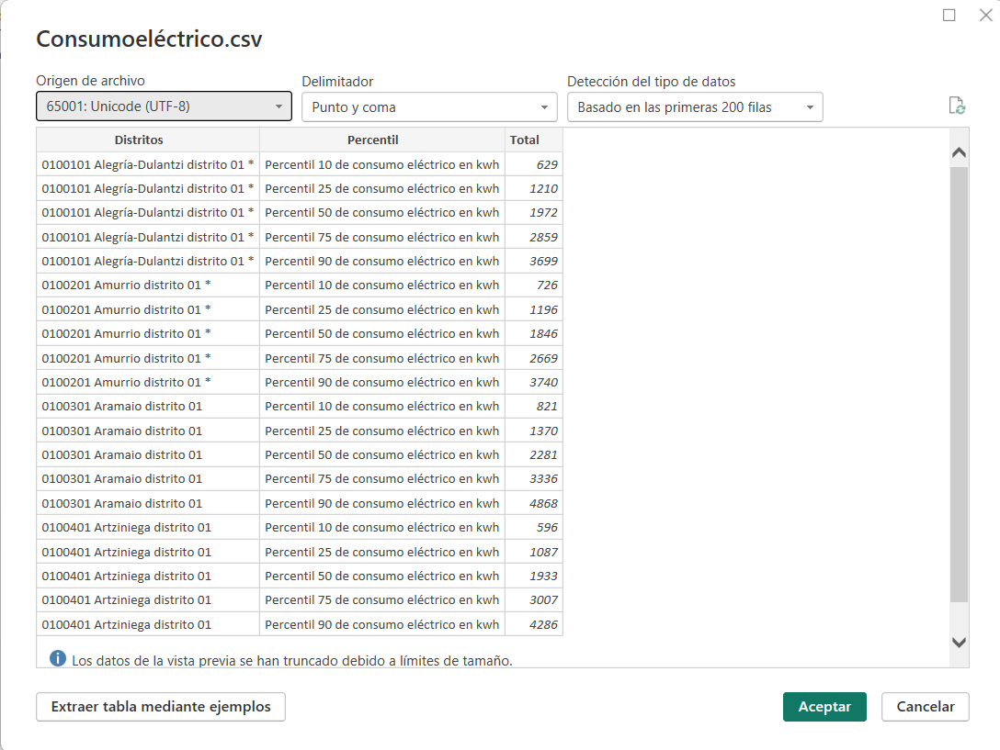 Consumoeléctrico.csv
Origen de archivo Delimitador Detección del tipo de datos
65001: Unicode (UTF-8) Punto y coma Basado en las primeras 200 filas
Distritos Percentil Total
0100101 Alegría-Dulantzi distrito 01 * Percentil 10 de consumo eléctrico en kwh 629
0100101 Alegría-Dulantzi distrito 01 * Percentil 25 de consumo eléctrico en kwh 1210
0100101 Alegría-Dulantzi distrito 01 * Percentil 50 de consumo eléctrico en kwh 1972
0100101 Alegría-Dulantzi distrito 01 * Percentil 75 de consumo eléctrico en kwh 2859
0100101 Alegría-Dulantzi distrito 01 * Percentil 90 de consumo eléctrico en kwh 3699
0100201 Amurrio distrito 01 * Percentil 10 de consumo eléctrico en kwh 726
0100201 Amurrio distrito 01 * Percentil 25 de consumo eléctrico en kwh 1196
0100201 Amurrio distrito 01 * Percentil 50 de consumo eléctrico en kwh 1846
0100201 Amurrio distrito 01 * Percentil 75 de consumo eléctrico en kwh 2669
0100201 Amurrio distrito 01 * Percentil 90 de consumo eléctrico en kwh 3740
0100301 Aramaio distrito 01 Percentil 10 de consumo eléctrico en kwh 821
0100301 Aramaio distrito 01 Percentil 25 de consumo eléctrico en kwh 1370
0100301 Aramaio distrito 01 Percentil 50 de consumo eléctrico en kwh 2281
0100301 Aramaio distrito 01 Percentil 75 de consumo eléctrico en kwh 3336
0100301 Aramaio distrito 01 Percentil 90 de consumo eléctrico en kwh 4868
0100401 Artziniega distrito 01 Percentil 10 de consumo eléctrico en kwh 596
0100401 Artziniega distrito 01 Percentil 25 de consumo eléctrico en kwh 1087
0100401 Artziniega distrito 01 Percentil 50 de consumo eléctrico en kwh 1933
0100401 Artziniega distrito 01 Percentil 75 de consumo eléctrico en kwh 3007
0100401 Artziniega distrito 01 Percentil 90 de consumo eléctrico en kwh 4286
Los datos de la vista previa se han truncado debido a límites de tamaño.
Extraer tabla mediante ejemplos Aceptar Cancelar